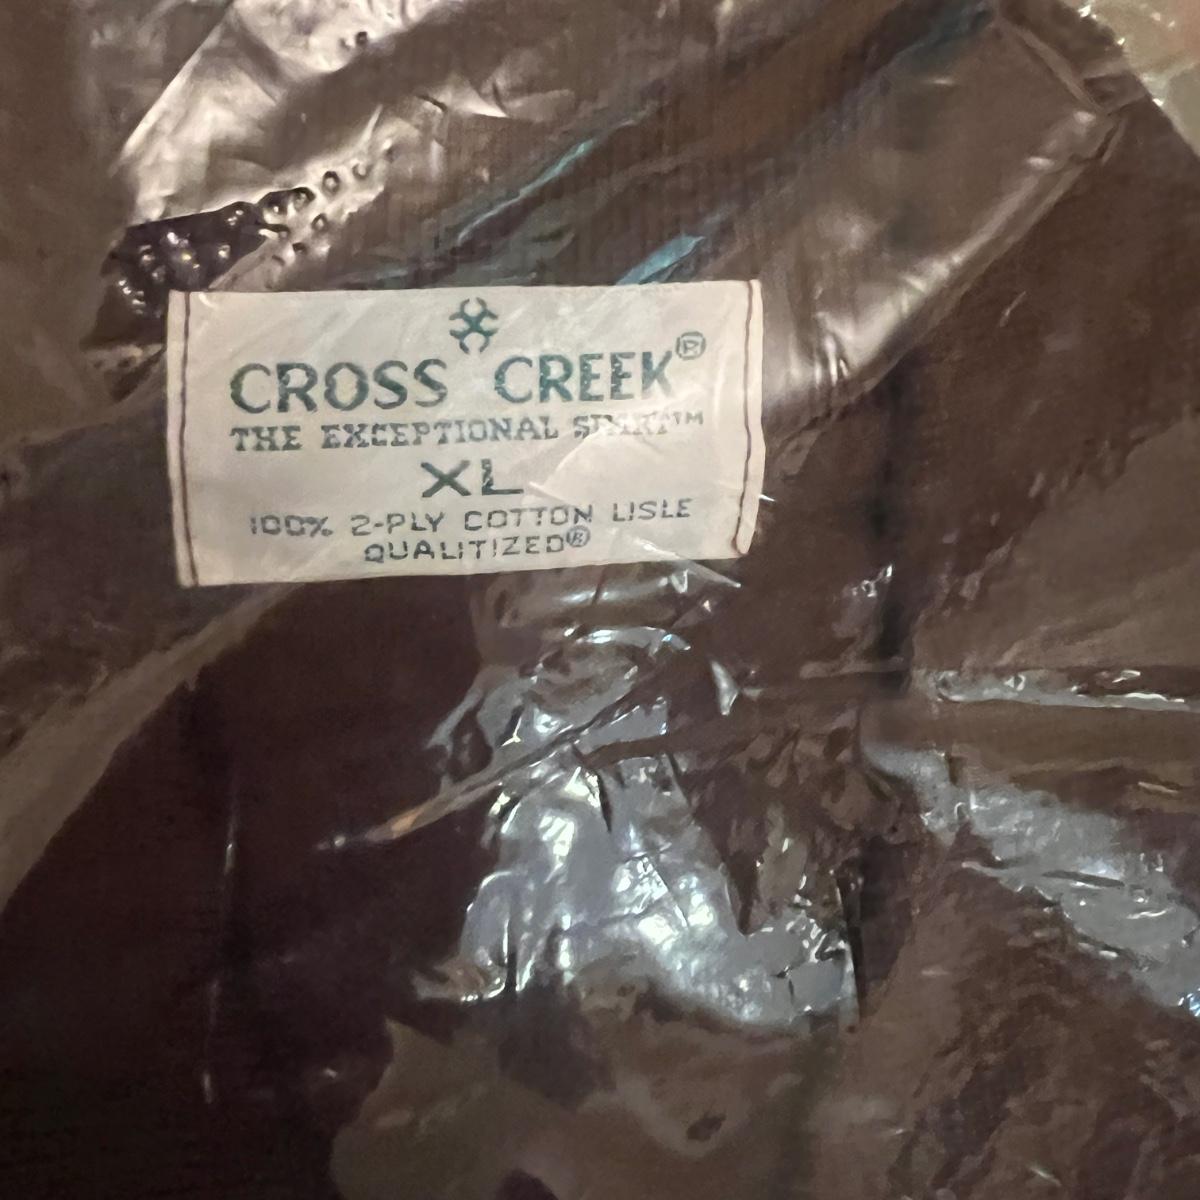 CROSS CREEK®
THE EXCEPTIONAL SHIRT™
XL
100% 2-PLY COTTON LISLE
QUALITIZED®